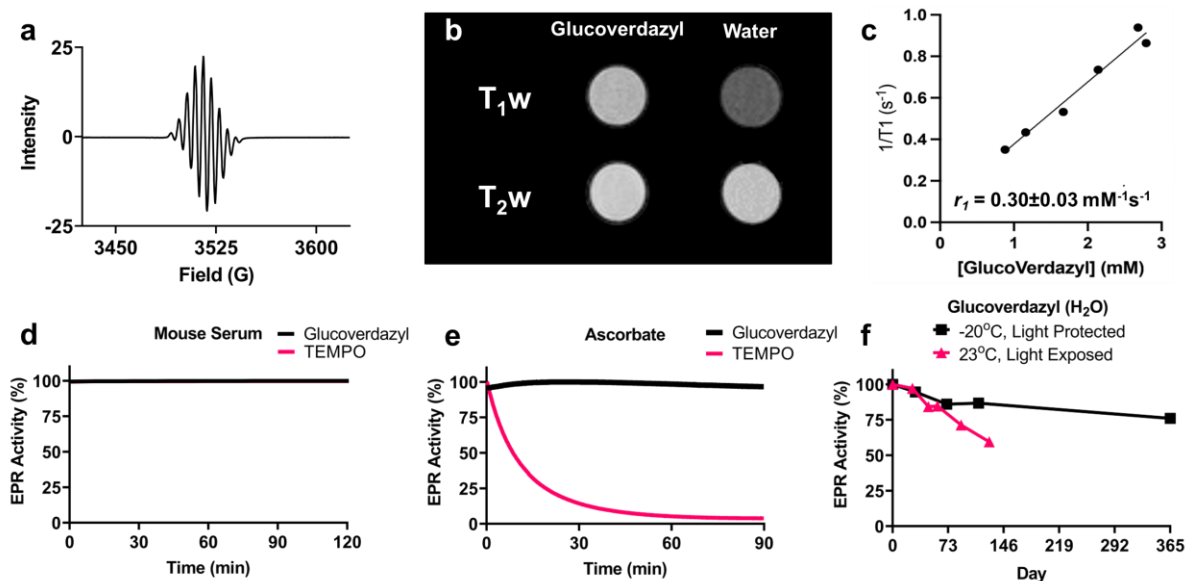 a
25
0
-25
Intensity
3450 3525 3600
Field (G)
b
Glucoverdazyl Water
T₁w
T₂w
c
1.0
0.8
0.6
0.4
0.2
0.0
1/T1 (s⁻¹)
r₁ = 0.30±0.03 mM⁻¹s⁻¹
0 1 2 3
[GlucoVerdazyl] (mM)
d
Mouse Serum
Glucoverdazyl
TEMPO
100
75
50
25
0
EPR Activity (%)
0 30 60 90 120
Time (min)
e
Ascorbate
Glucoverdazyl
TEMPO
100
75
50
25
0
EPR Activity (%)
0 30 60 90
Time (min)
f
Glucoverdazyl (H₂O)
-20°C, Light Protected
23°C, Light Exposed
100
75
50
25
0
EPR Activity (%)
0 73 146 219 292 365
Day